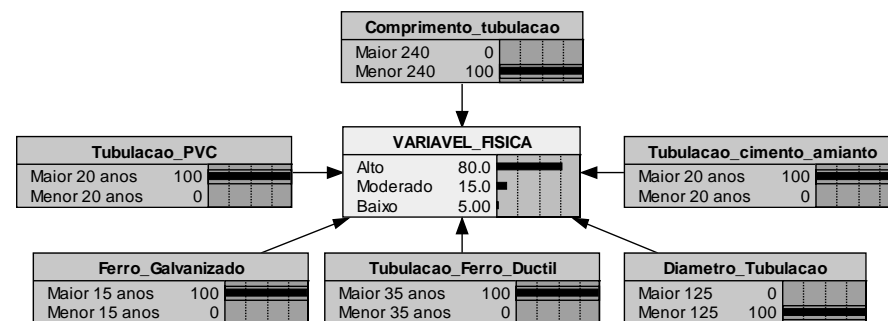 Comprimento_tubulacao
Maior 240 0
Menor 240 100
Tubulacao_PVC
Maior 20 anos 100
Menor 20 anos 0
VARIAVEL_FISICA
Alto 80.0
Moderado 15.0
Baixo 5.00
Tubulacao_cimento_amianto
Maior 20 anos 100
Menor 20 anos 0
Ferro_Galvanizado
Maior 15 anos 100
Menor 15 anos 0
Tubulacao_Ferro_Ductil
Maior 35 anos 100
Menor 35 anos 0
Diametro_Tubulacao
Maior 125 0
Menor 125 100